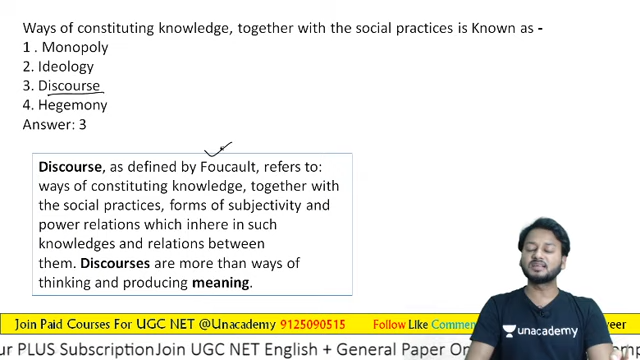 Ways of constituting knowledge, together with the social practices is Known as -
1 . Monopoly
2. Ideology
3. Discourse
4. Hegemony
Answer: 3
Discourse, as defined by Foucault, refers to:
ways of constituting knowledge, together with
the social practices, forms of subjectivity and
power relations which inhere in such
knowledges and relations between
them. Discourses are more than ways of
thinking and producing meaning.
unacademy
Join Paid Courses For UGC NET @Unacademy 9125090515 Follow Like Comme
PLUS SubscriptionJoin UGC NET English + General Paper